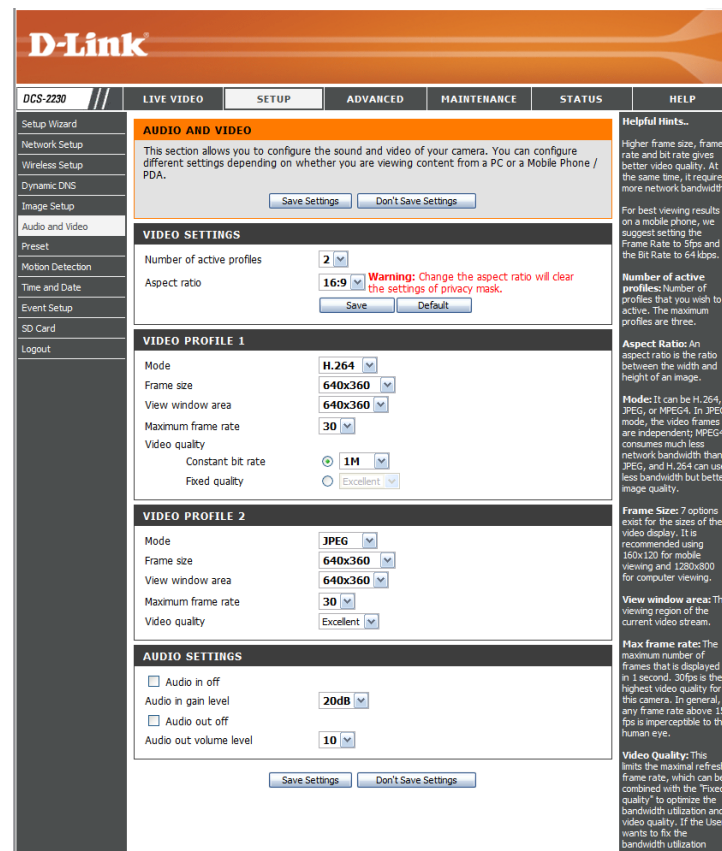 D-Link
DCS-2230
LIVE VIDEO
SETUP
ADVANCED
MAINTENANCE
STATUS
HELP
Setup Wizard
Network Setup
Wireless Setup
Dynamic DNS
Image Setup
Audio and Video
Preset
Motion Detection
Time and Date
Event Setup
SD Card
Logout
AUDIO AND VIDEO
This section allows you to configure the sound and video of your camera. You can configure
different settings depending on whether you are viewing content from a PC or a Mobile Phone /
PDA.
Save Settings Don't Save Settings
VIDEO SETTINGS
Number of active profiles 2
Aspect ratio 16:9 Warning: Change the aspect ratio will clear
the settings of privacy mask.
Save Default
VIDEO PROFILE 1
Mode H.264
Frame size 640x360
View window area 640x360
Maximum frame rate 30
Video quality
Constant bit rate 1M
Fixed quality Excellent
VIDEO PROFILE 2
Mode JPEG
Frame size 640x360
View window area 640x360
Maximum frame rate 30
Video quality Excellent
AUDIO SETTINGS
Audio in off
Audio in gain level 20dB
Audio out off
Audio out volume level 10
Save Settings Don't Save Settings
Helpful Hints..
Higher frame size, frame
rate and bit rate gives
better video quality. At
the same time, it require
more network bandwidth
For best viewing results
on a mobile phone, we
suggest setting the
Frame Rate to 5fps and
the Bit Rate to 64 kbps.
Number of active
profiles: Number of
profiles that you wish to
active. The maximum
profiles are three.
Aspect Ratio: An
aspect ratio is the ratio
between the width and
height of an image.
Mode: It can be H.264,
JPEG, or MPEG4. In JPEG
mode, the video frames
are independent; MPEG4
consumes much less
network bandwidth than
JPEG, and H.264 can use
less bandwidth but bette
image quality.
Frame Size: 7 options
exist for the sizes of the
video display. It is
recommended using
160x120 for mobile
viewing and 1280x800
for computer viewing.
View window area: Th
viewing region of the
current video stream.
Max frame rate: The
maximum number of
frames that is displayed
in 1 second. 30fps is the
highest video quality for
this camera. In general,
any frame rate above 15
fps is imperceptible to th
human eye.
Video Quality: This
limits the maximal refresh
frame rate, which can be
combined with the "Fixed
quality" to optimize the
bandwidth utilization and
video quality. If the User
wants to fix the
bandwidth utilization